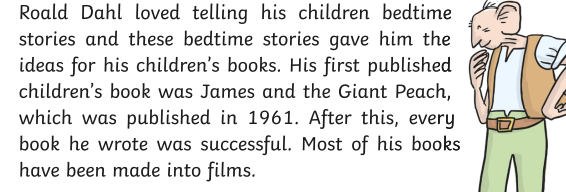 Roald Dahl loved telling his children bedtime
stories and these bedtime stories gave him the
ideas for his children's books. His first published
children's book was James and the Giant Peach,
which was published in 1961. After this, every
book he wrote was successful. Most of his books
have been made into films.